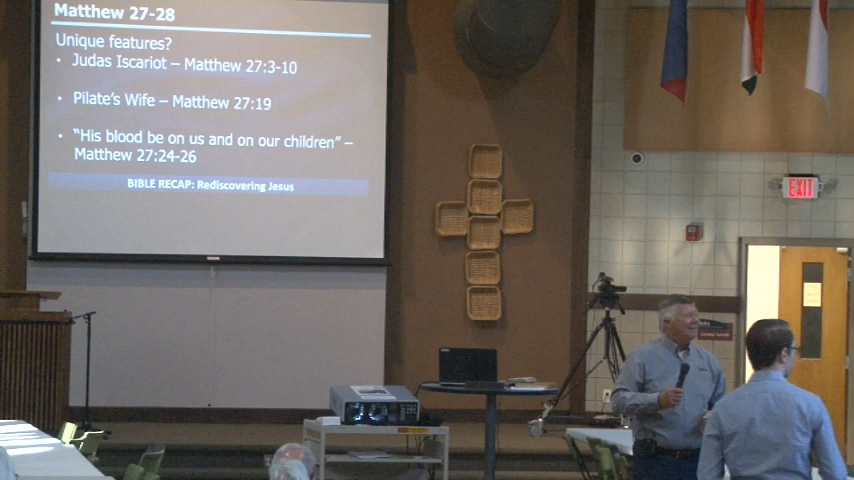 Matthew 27-28
Unique features?
• Judas Iscariot – Matthew 27:3-10
• Pilate's Wife – Matthew 27:19
• "His blood be on us and on our children" –
Matthew 27:24-26
BIBLE RECAP: Rediscovering Jesus
EXIT